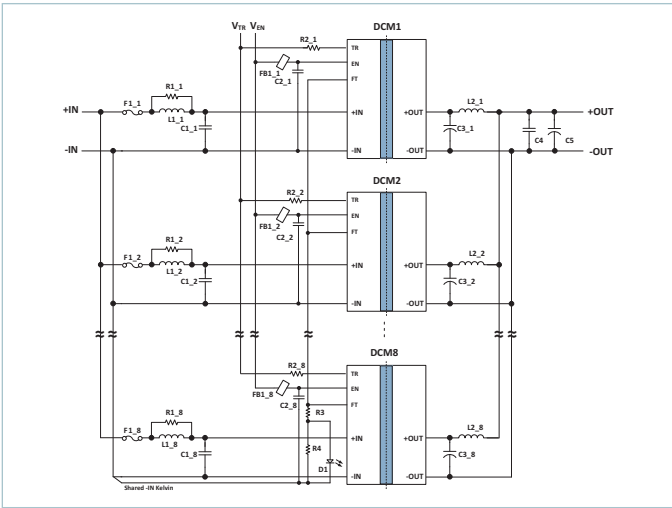 VTR VEN
DCM1
R2_1
TR
EN
FT
FB1_1
C2_1
R1_1
F1_1
L1_1
C1_1
+IN
-IN
+IN
-IN
+OUT
-OUT
L2_1
C3_1
C4
C5
+OUT
-OUT
DCM2
R2_2
TR
EN
FT
FB1_2
C2_2
R1_2
F1_2
L1_2
C1_2
+IN
-IN
+OUT
-OUT
L2_2
C3_2
DCM8
R2_8
TR
EN
FT
FB1_8
C2_8
R3
R4
D1
R1_8
F1_8
L1_8
C1_8
+IN
-IN
+OUT
-OUT
L2_8
C3_8
Shared -IN Kelvin